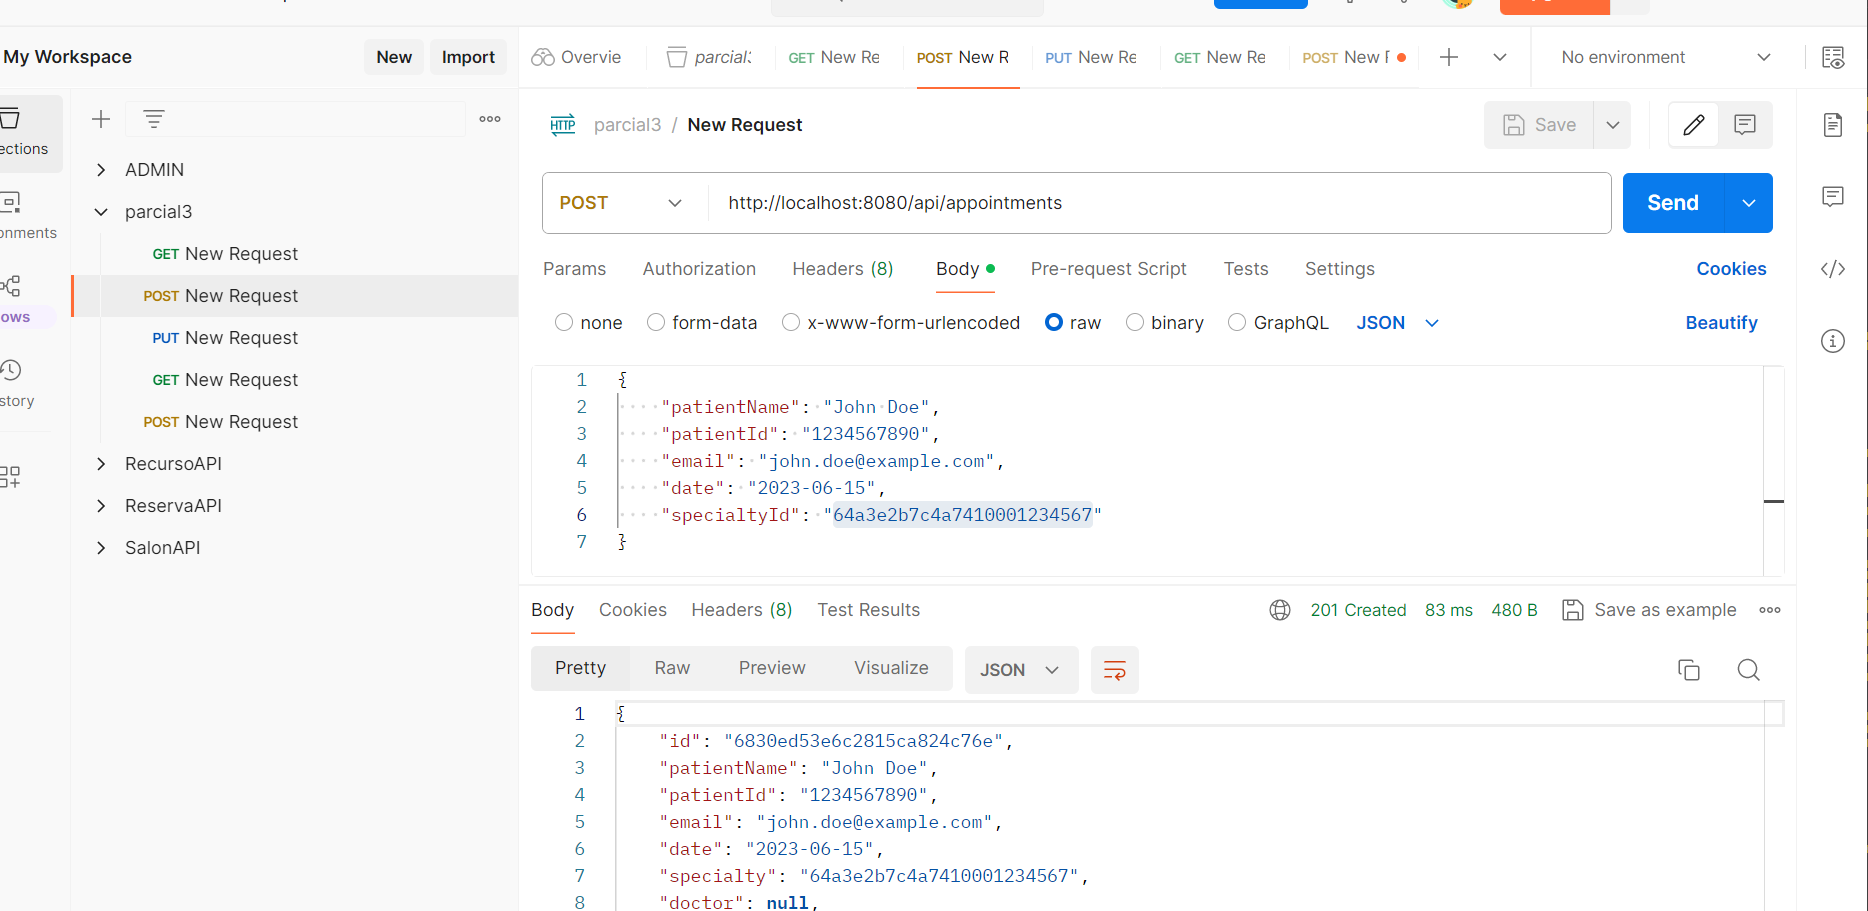 My Workspace
New
Import
Overvie
GET New Re
POST New R
PUT New Re
GET New Re
POST New
No environment
ections
onments
ows
story
ADMIN
parcial3
GET New Request
POST New Request
PUT New Request
GET New Request
POST New Request
RecursoAPI
ReservaAPI
SalonAPI
HTTP
parcial3 / New Request
Save
POST
http://localhost:8080/api/appointments
Send
Params
Authorization
Headers (8)
Body
Pre-request Script
Tests
Settings
Cookies
none
form-data
x-www-form-urlencoded
raw
binary
GraphQL
JSON
Beautify
1 {
2 "patientName": "John Doe",
3 "patientId": "1234567890",
4 "email": "john.doe@example.com",
5 "date": "2023-06-15",
6 "specialtyId": "64a3e2b7c4a7410001234567"
7 }
Body
Cookies
Headers (8)
Test Results
201 Created
83 ms
480 B
Save as example
Pretty
Raw
Preview
Visualize
JSON
1 {
2 "id": "6830ed53e6c2815ca824c76e",
3 "patientName": "John Doe",
4 "patientId": "1234567890",
5 "email": "john.doe@example.com",
6 "date": "2023-06-15",
7 "specialty": "64a3e2b7c4a7410001234567",
8 "doctor": null,